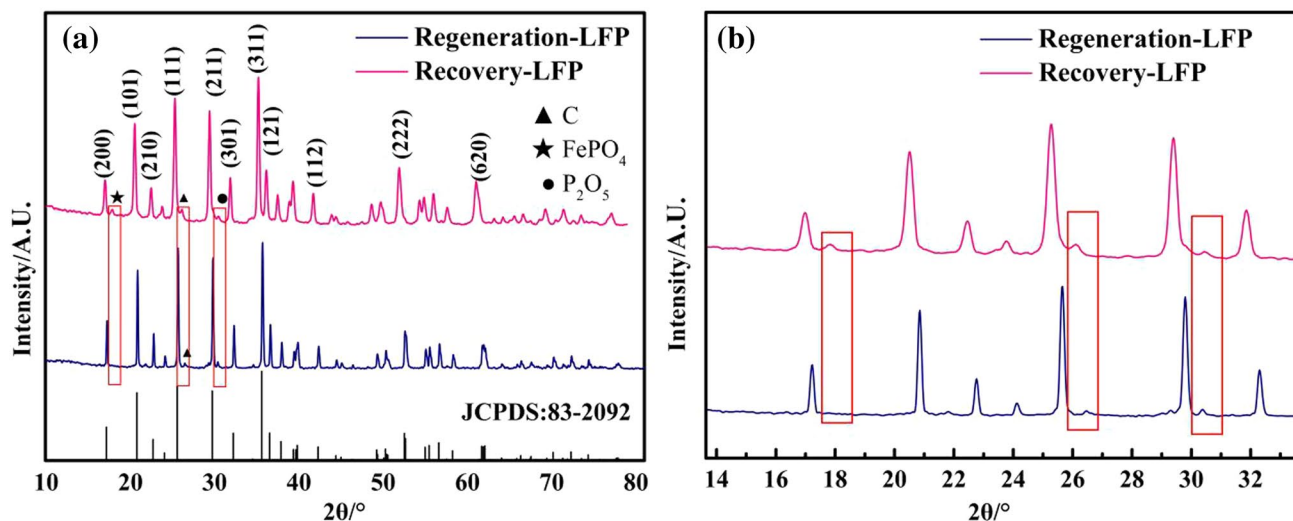 (a)
Regeneration-LFP
Recovery-LFP
C
FePO₄
P₂O₅
(200)
(101)
(210)
(111)
(211)
(301)
(311)
(121)
(112)
(222)
(620)
JCPDS:83-2092
Intensity/A.U.
10 20 30 40 50 60 70 80
2θ/°
(b)
Regeneration-LFP
Recovery-LFP
Intensity/A.U.
14 16 18 20 22 24 26 28 30 32
2θ/°